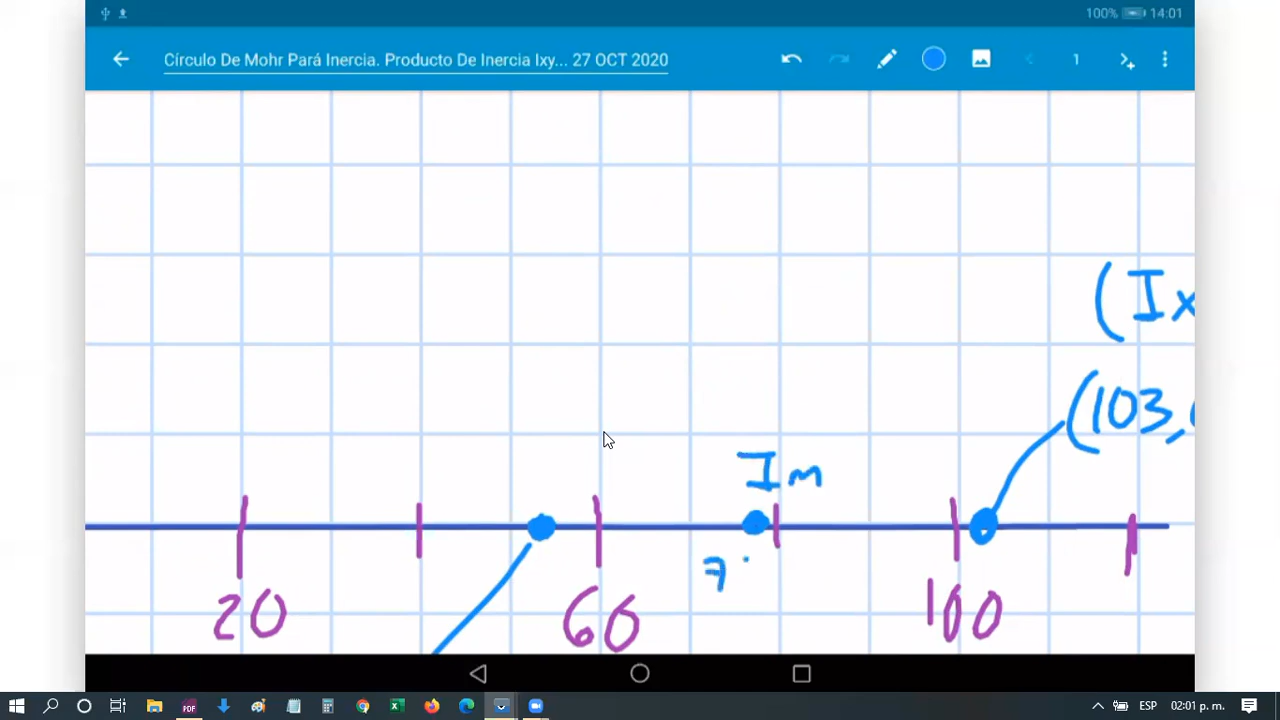 100% 14:01
Círculo De Mohr Pará Inercia. Producto De Inercia Ixy... 27 OCT 2020
1
(Ix
(103,
Im
7
20
60
100
ESP 02:01 p. m.